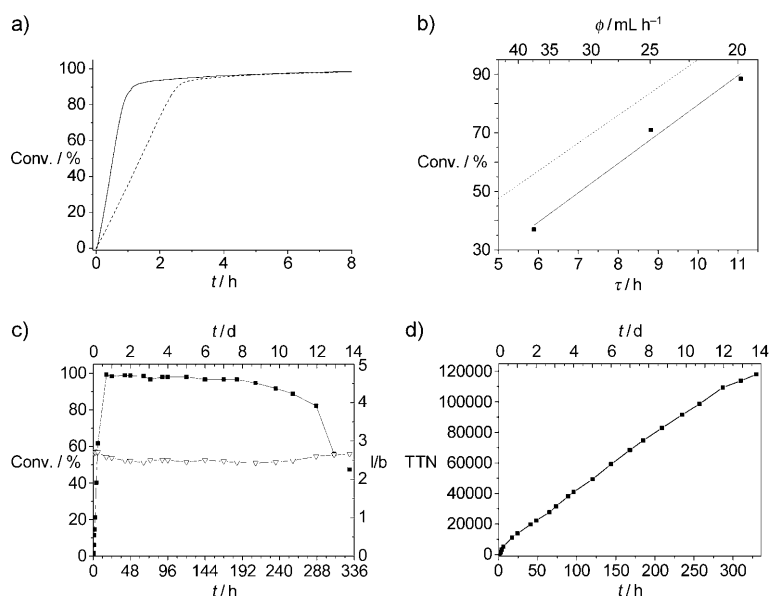 a)
100
80
60
Conv. / %
40
20
0
0 2 4 6 8
t / h
b)
ϕ / mL h⁻¹
40 35 30 25 20
90
70
Conv. / %
50
30
5 6 7 8 9 10 11
τ / h
c)
t / d
0 2 4 6 8 10 12 14
100 5
80 4
60 3
Conv. / % l/b
40 2
20 1
0 0
0 48 96 144 192 240 288 336
t / h
d)
t / d
0 2 4 6 8 10 12 14
120000
100000
80000
TTN
60000
40000
20000
0
0 50 100 150 200 250 300
t / h